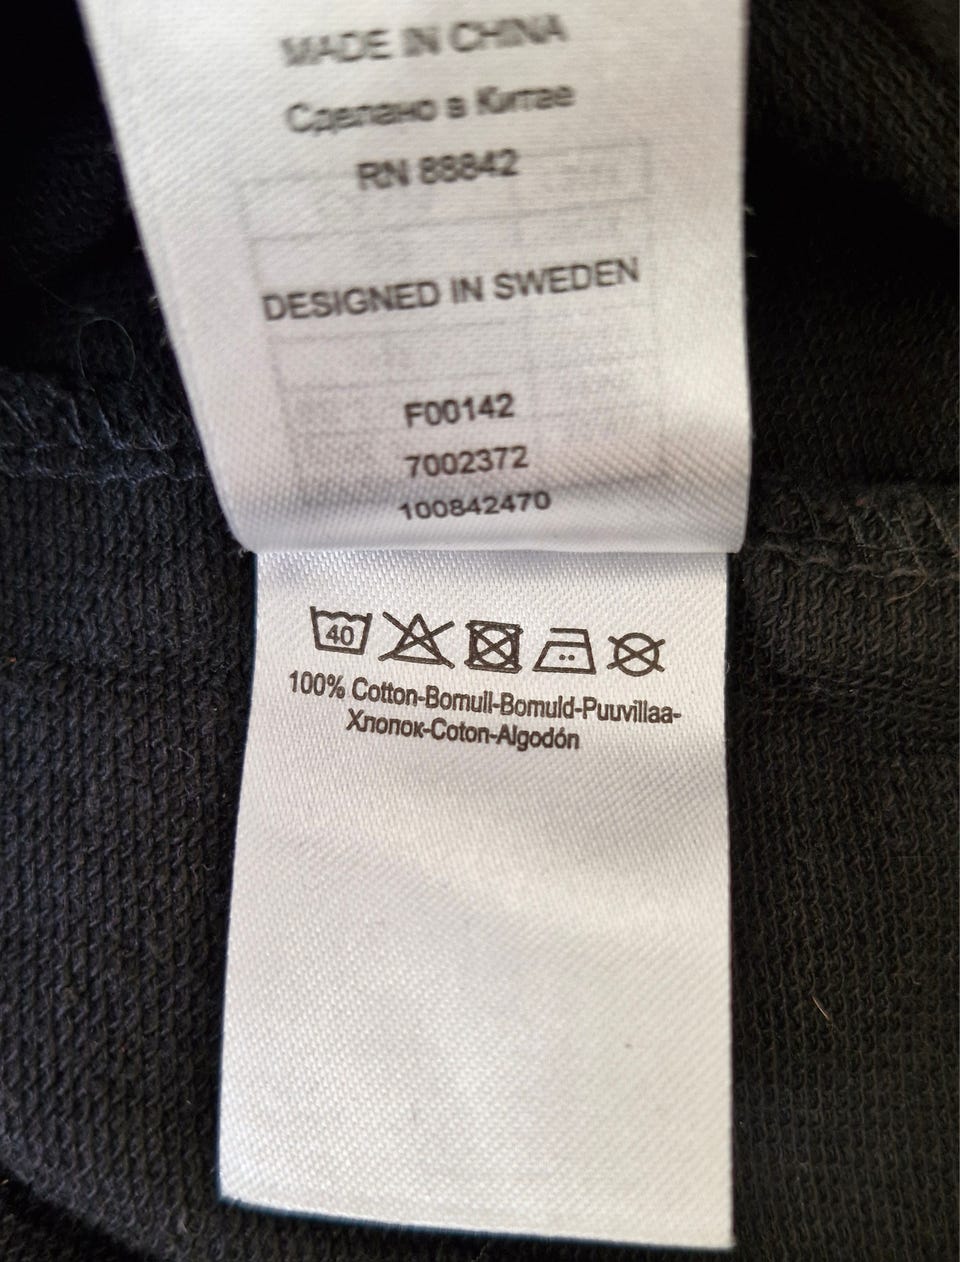 MADE IN CHINA
Сделано в Китае
RN 88842
DESIGNED IN SWEDEN
F00142
7002372
100842470
40
100% Cotton-Bomull-Bomuld-Puuvillaa-
Хлопок-Coton-Algodón